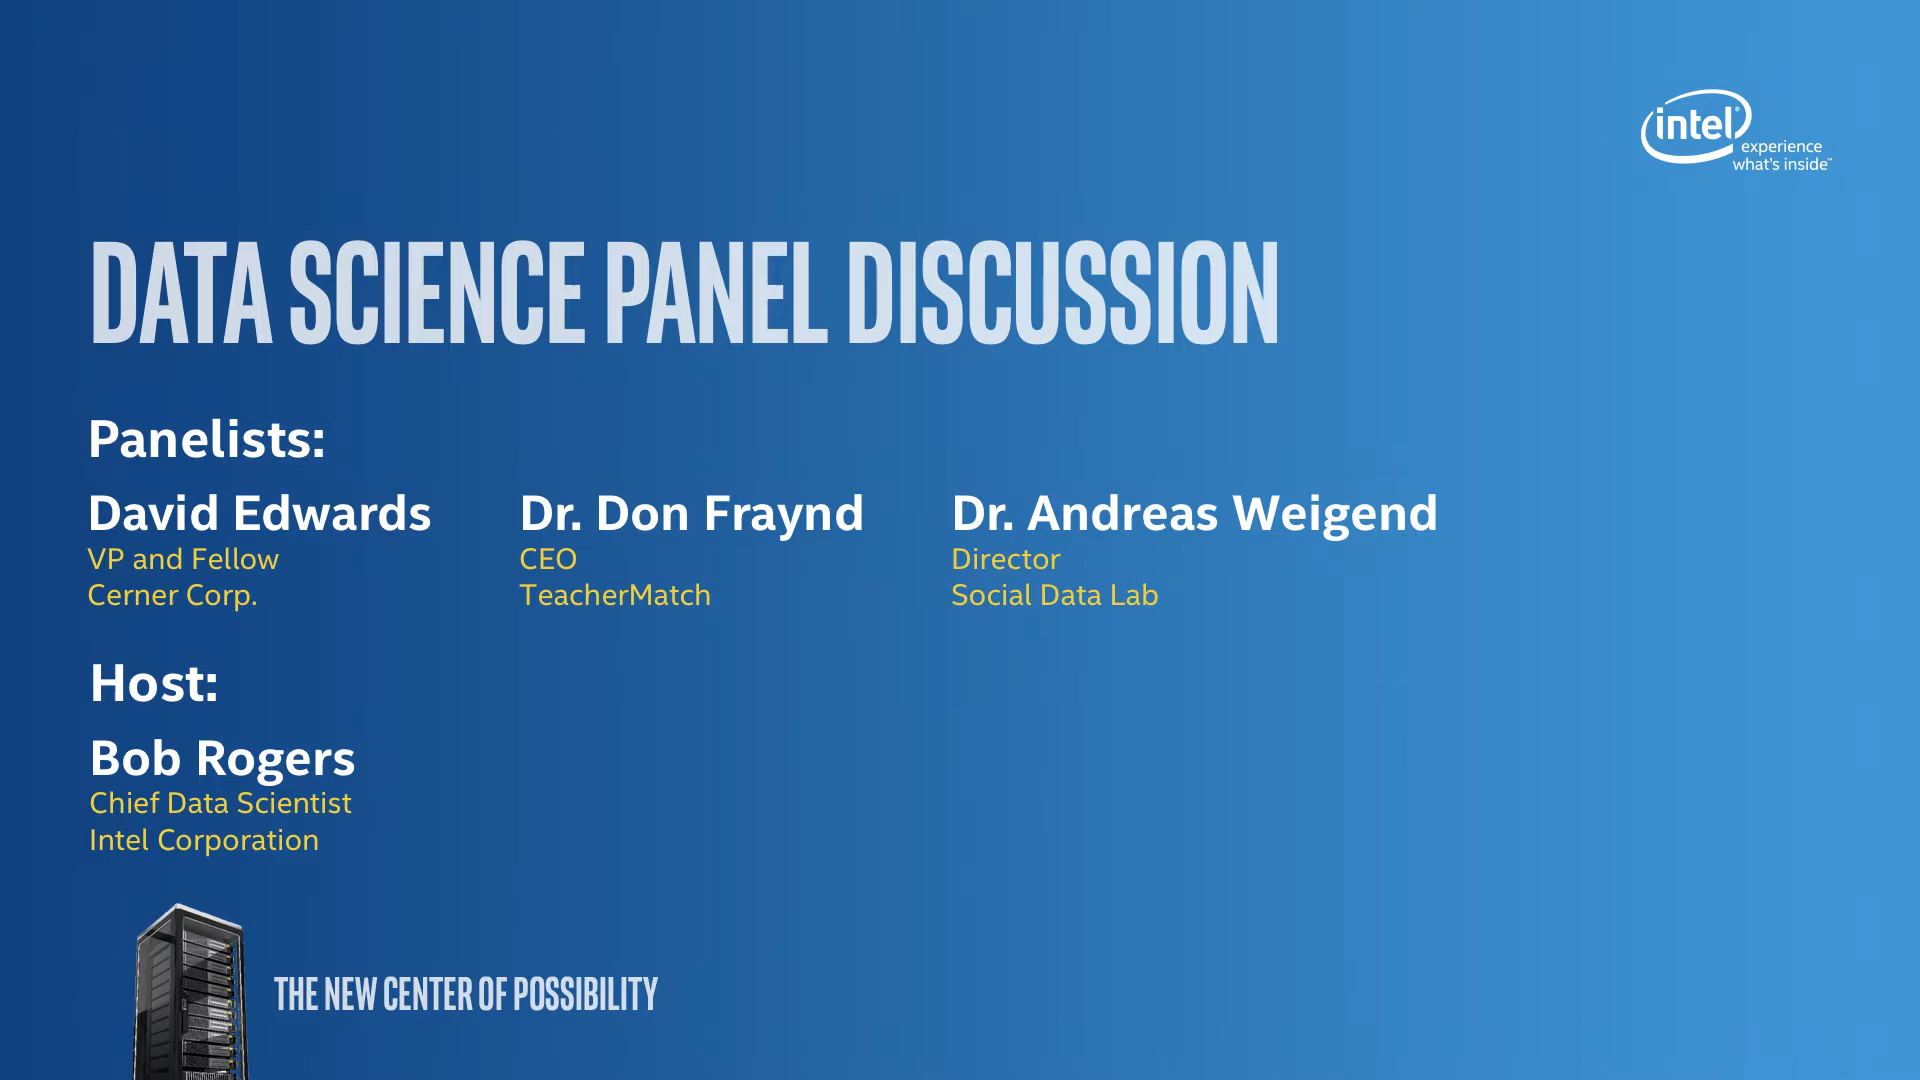 intel®
experience
what's inside™
DATA SCIENCE PANEL DISCUSSION
Panelists:
David Edwards
VP and Fellow
Cerner Corp.
Dr. Don Fraynd
CEO
TeacherMatch
Dr. Andreas Weigend
Director
Social Data Lab
Host:
Bob Rogers
Chief Data Scientist
Intel Corporation
THE NEW CENTER OF POSSIBILITY